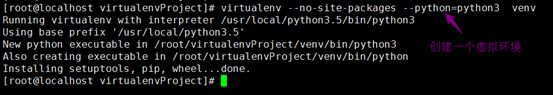 [root@localhost virtualenvProject]# virtualenv --no-site-packages --python=python3  venv
Running virtualenv with interpreter /usr/local/python3.5/bin/python3
Using base prefix '/usr/local/python3.5'
New python executable in /root/virtualenvProject/venv/bin/python3
Also creating executable in /root/virtualenvProject/venv/bin/python
创建一个虚拟环境
Installing setuptools, pip, wheel...done.
[root@localhost virtualenvProject]#